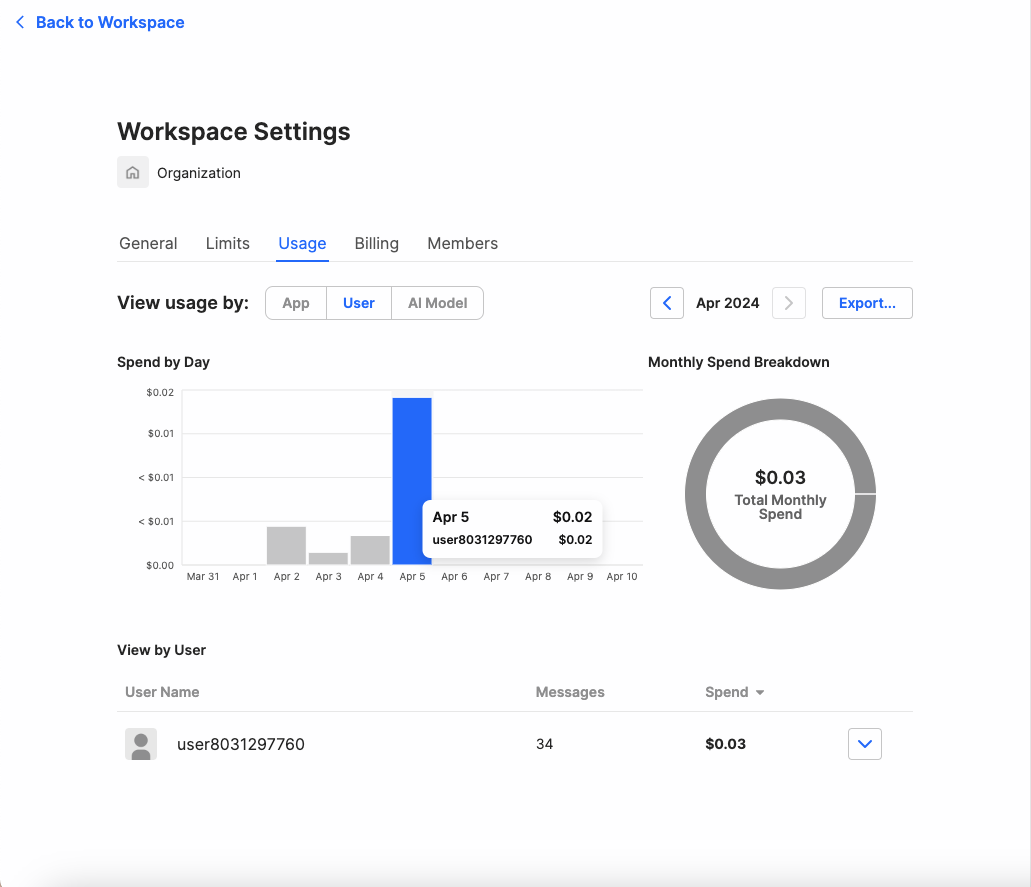 Back to Workspace
Workspace Settings
Organization
General Limits Usage Billing Members
View usage by: App User AI Model Apr 2024 Export...
Spend by Day
Monthly Spend Breakdown
$0.02
$0.01
< $0.01
< $0.01
$0.00
Mar 31 Apr 1 Apr 2 Apr 3 Apr 4 Apr 5 Apr 6 Apr 7 Apr 8 Apr 9 Apr 10
Apr 5 $0.02
user8031297760 $0.02
$0.03
Total Monthly
Spend
View by User
User Name Messages Spend
user8031297760 34 $0.03